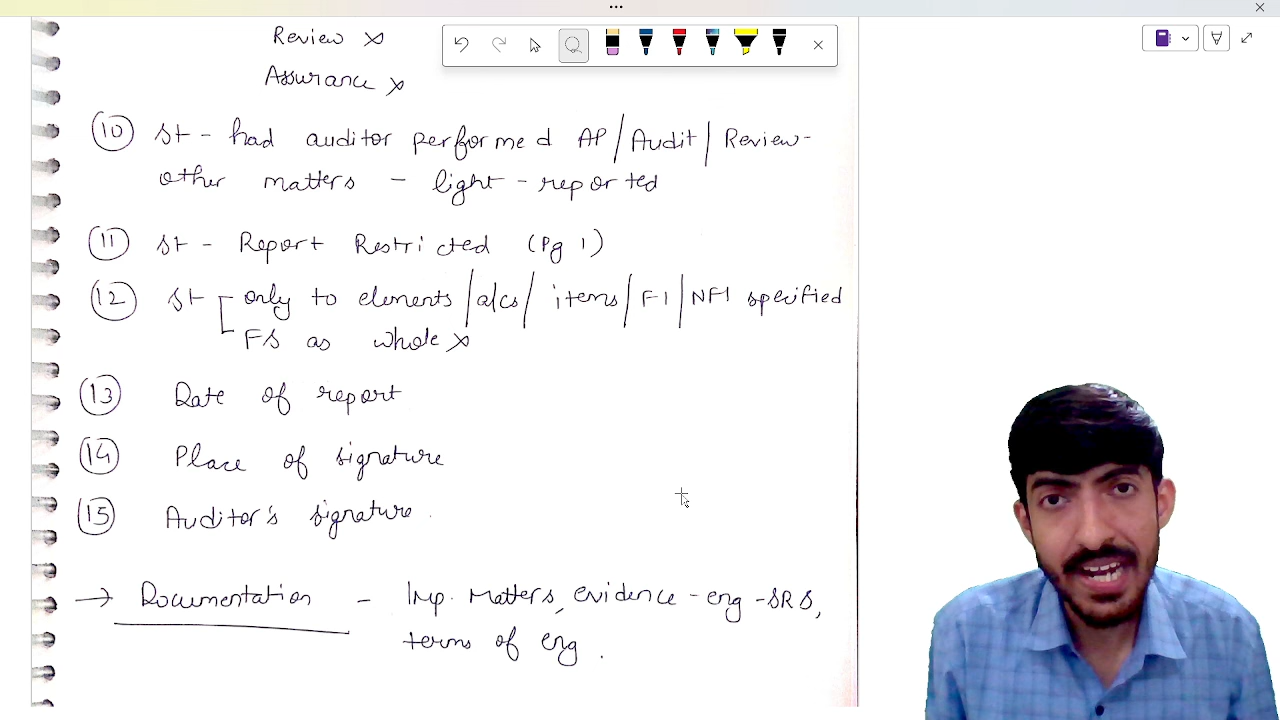 Review x
Assurance x
10 St - had auditor performed AP/Audit/Review-
other matters - light - reported
11 St - Report Restricted (Pg 1)
12 St only to elements/a/cs/items/FI/NFI specified
FS as whole x
13 Date of report
14 Place of signature
15 Auditor's signature.
→ Documentation - Imp. Matters, evidence - eng - SRS,
terms of eng.